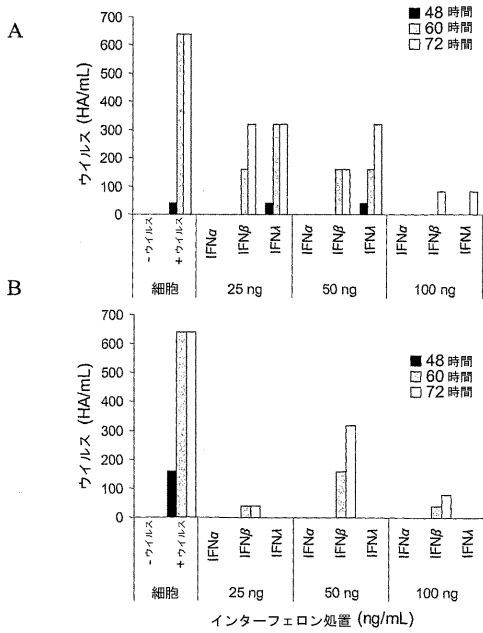 A
48 時間
60 時間
72 時間
ウイルス (HA/mL)
700
600
500
400
300
200
100
0
-ウイルス
+ウイルス
IFNα
IFNβ
IFNλ
IFNα
IFNβ
IFNλ
IFNα
IFNβ
IFNλ
細胞
25 ng
50 ng
100 ng
B
48 時間
60 時間
72 時間
ウイルス (HA/mL)
700
600
500
400
300
200
100
0
-ウイルス
+ウイルス
IFNα
IFNβ
IFNλ
IFNα
IFNβ
IFNλ
IFNα
IFNβ
IFNλ
細胞
25 ng
50 ng
100 ng
インターフェロン処置 (ng/mL)